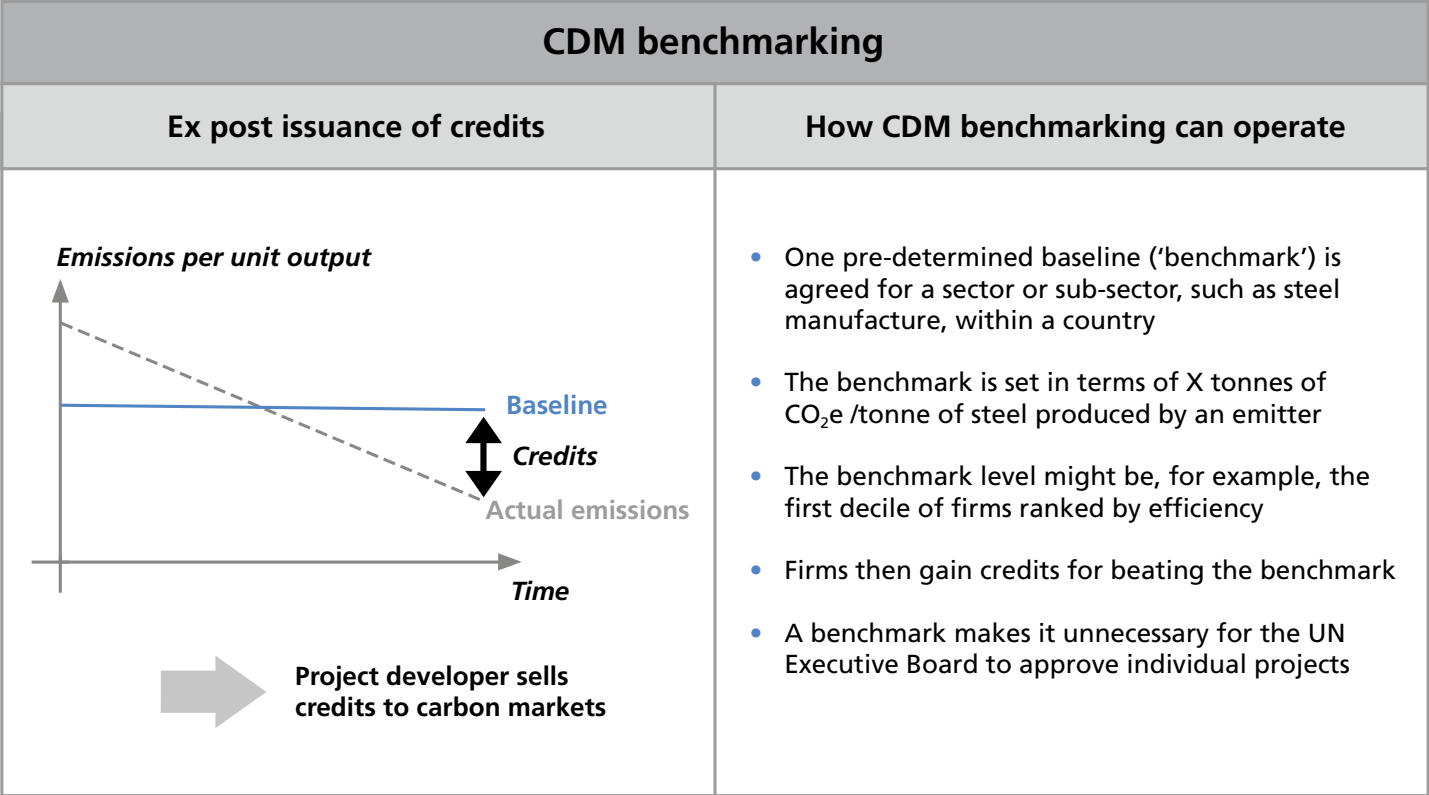 CDM benchmarking
Ex post issuance of credits
How CDM benchmarking can operate
Emissions per unit output
Baseline
Credits
Actual emissions
Time
Project developer sells
credits to carbon markets
• One pre-determined baseline (‘benchmark’) is
agreed for a sector or sub-sector, such as steel
manufacture, within a country
• The benchmark is set in terms of X tonnes of
CO₂e /tonne of steel produced by an emitter
• The benchmark level might be, for example, the
first decile of firms ranked by efficiency
• Firms then gain credits for beating the benchmark
• A benchmark makes it unnecessary for the UN
Executive Board to approve individual projects